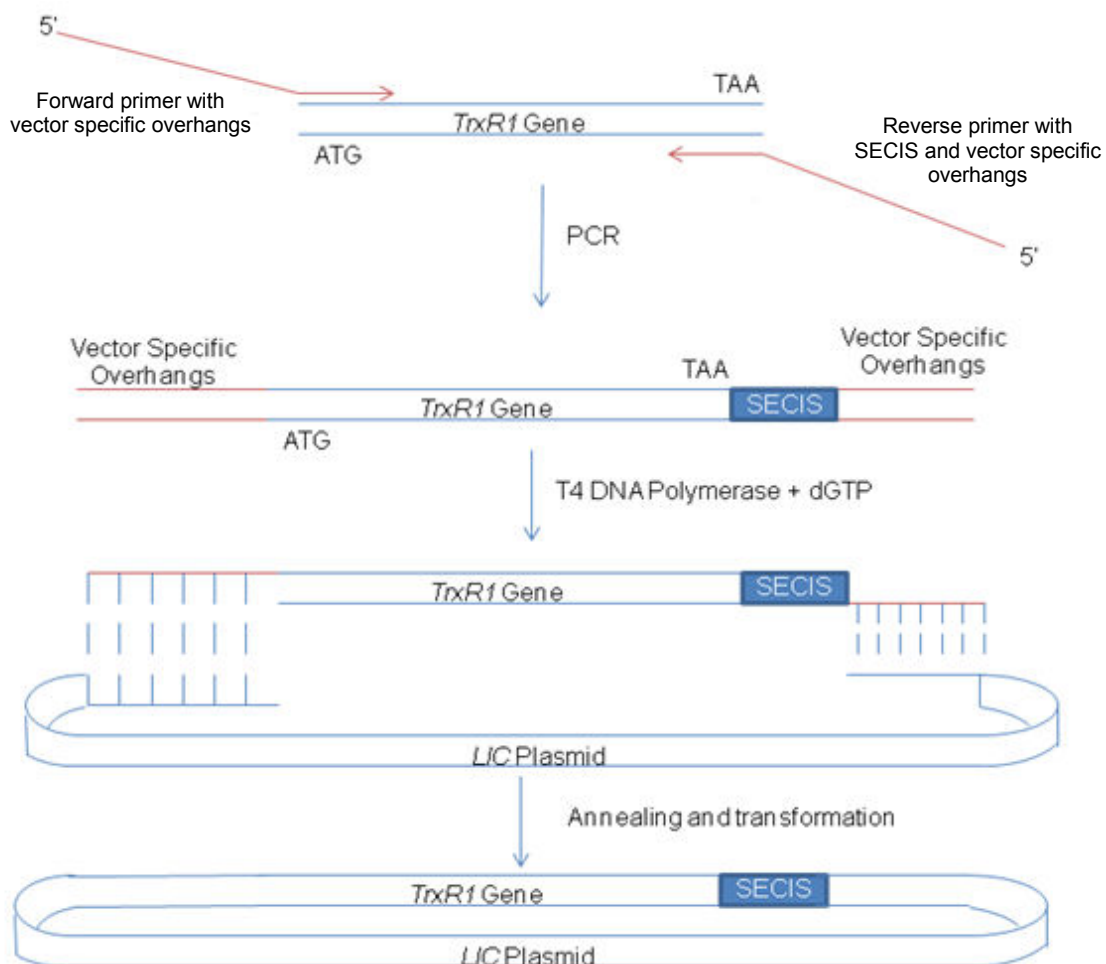 5'
Forward primer with
vector specific overhangs
TAA
TrxR1 Gene
ATG
Reverse primer with
SECIS and vector specific
overhangs
5'
PCR
Vector Specific
Overhangs
Vector Specific
Overhangs
TAA
TrxR1 Gene
SECIS
ATG
T4 DNA Polymerase + dGTP
TrxR1 Gene
SECIS
LIC Plasmid
Annealing and transformation
TrxR1 Gene
SECIS
LIC Plasmid